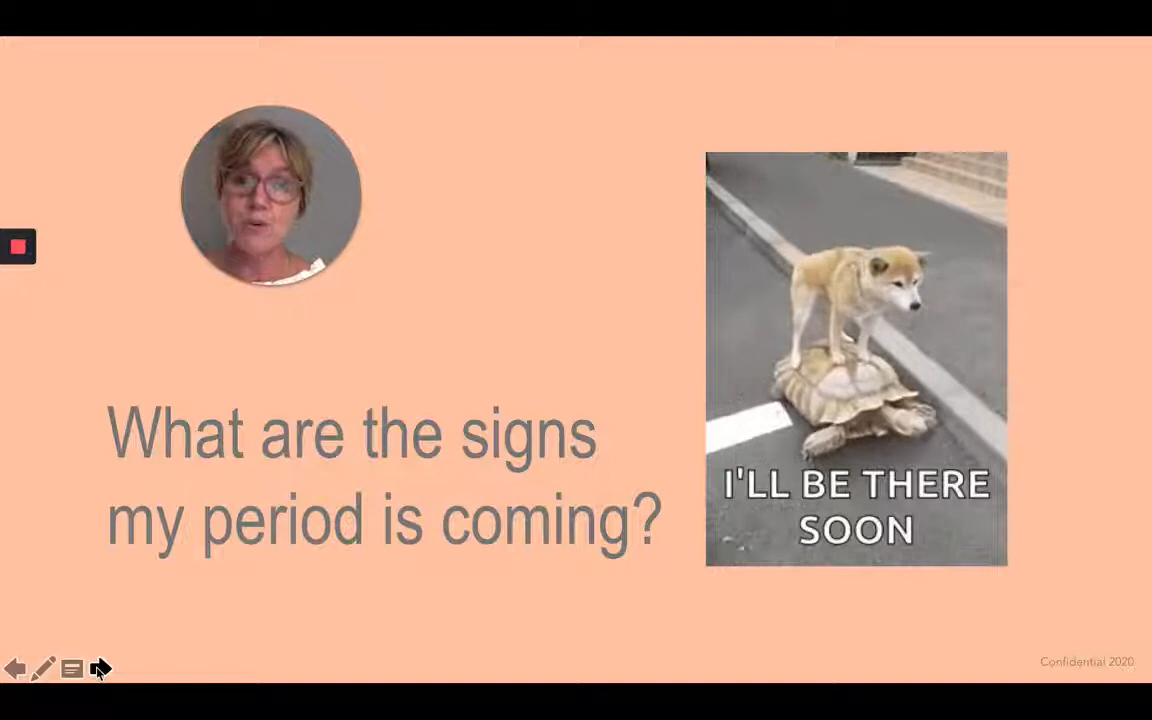 What are the signs
my period is coming?
I'LL BE THERE
SOON
Confidential 2020